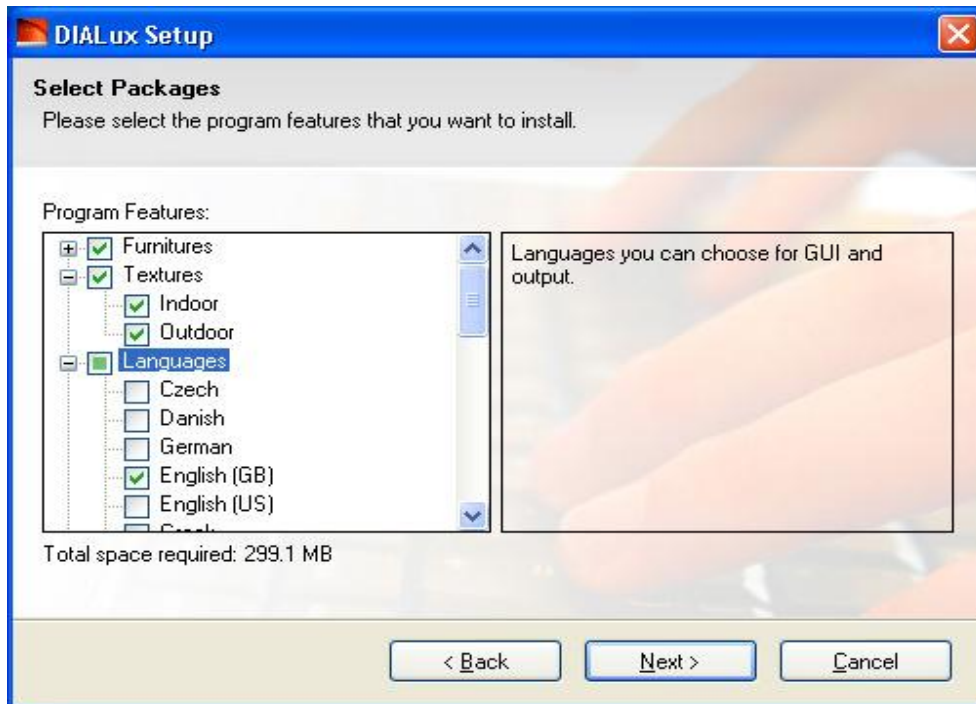 DIALux Setup
Select Packages
Please select the program features that you want to install.
Program Features:
Furnitures
Textures
Indoor
Outdoor
Languages
Czech
Danish
German
English (GB)
English (US)
Languages you can choose for GUI and
output.
Total space required: 299.1 MB
< Back
Next >
Cancel